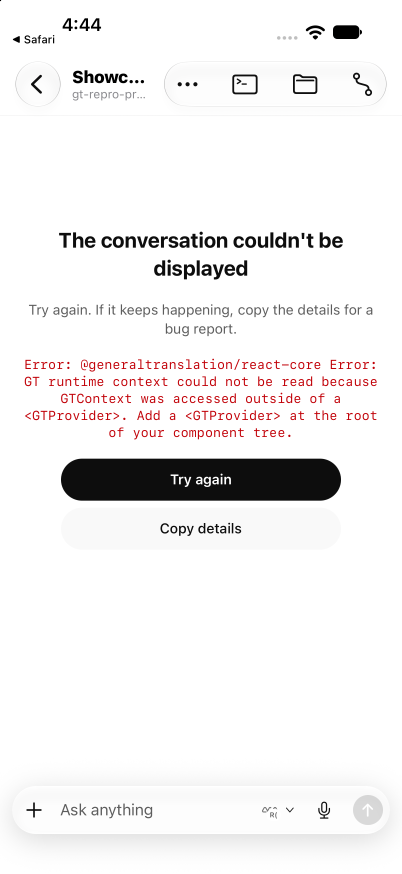 4:44
◀ Safari
Showc...
gt-repro-pr...
The conversation couldn't be
displayed
Try again. If it keeps happening, copy the details for a
bug report.
Error: @generaltranslation/react-core Error:
GT runtime context could not be read because
GTContext was accessed outside of a
<GTProvider>. Add a <GTProvider> at the root
of your component tree.
Try again
Copy details
Ask anything